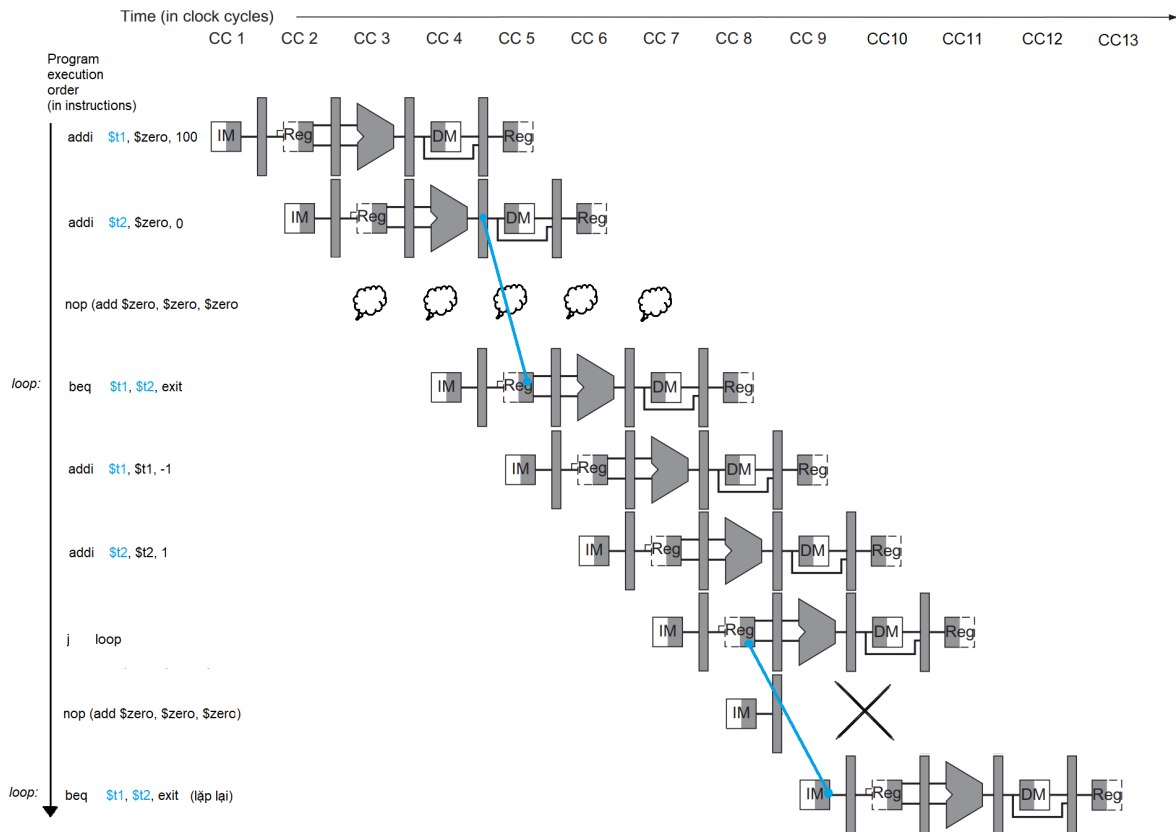 Time (in clock cycles)
CC 1 CC 2 CC 3 CC 4 CC 5 CC 6 CC 7 CC 8 CC 9 CC10 CC11 CC12 CC13
Program
execution
order
(in instructions)
addi $t1, $zero, 100 IM Reg DM Reg
addi $t2, $zero, 0 IM Reg DM Reg
nop (add $zero, $zero, $zero
loop: beq $t1, $t2, exit IM Reg DM Reg
addi $t1, $t1, -1 IM Reg DM Reg
addi $t2, $t2, 1 IM Reg DM Reg
j loop IM Reg DM Reg
nop (add $zero, $zero, $zero) IM
loop: beq $t1, $t2, exit (lặp lại) IM Reg DM Reg